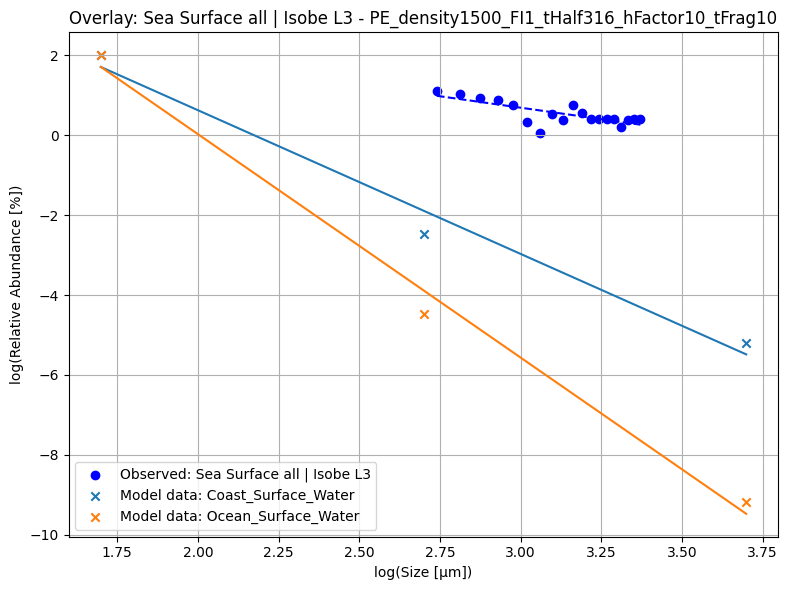 Overlay: Sea Surface all | Isobe L3 - PE_density1500_FI1_tHalf316_hFactor10_tFrag10
2
0
−2
−4
−6
−8
−10
log(Relative Abundance [%])
Observed: Sea Surface all | Isobe L3
Model data: Coast_Surface_Water
Model data: Ocean_Surface_Water
1.75 2.00 2.25 2.50 2.75 3.00 3.25 3.50 3.75
log(Size [µm])